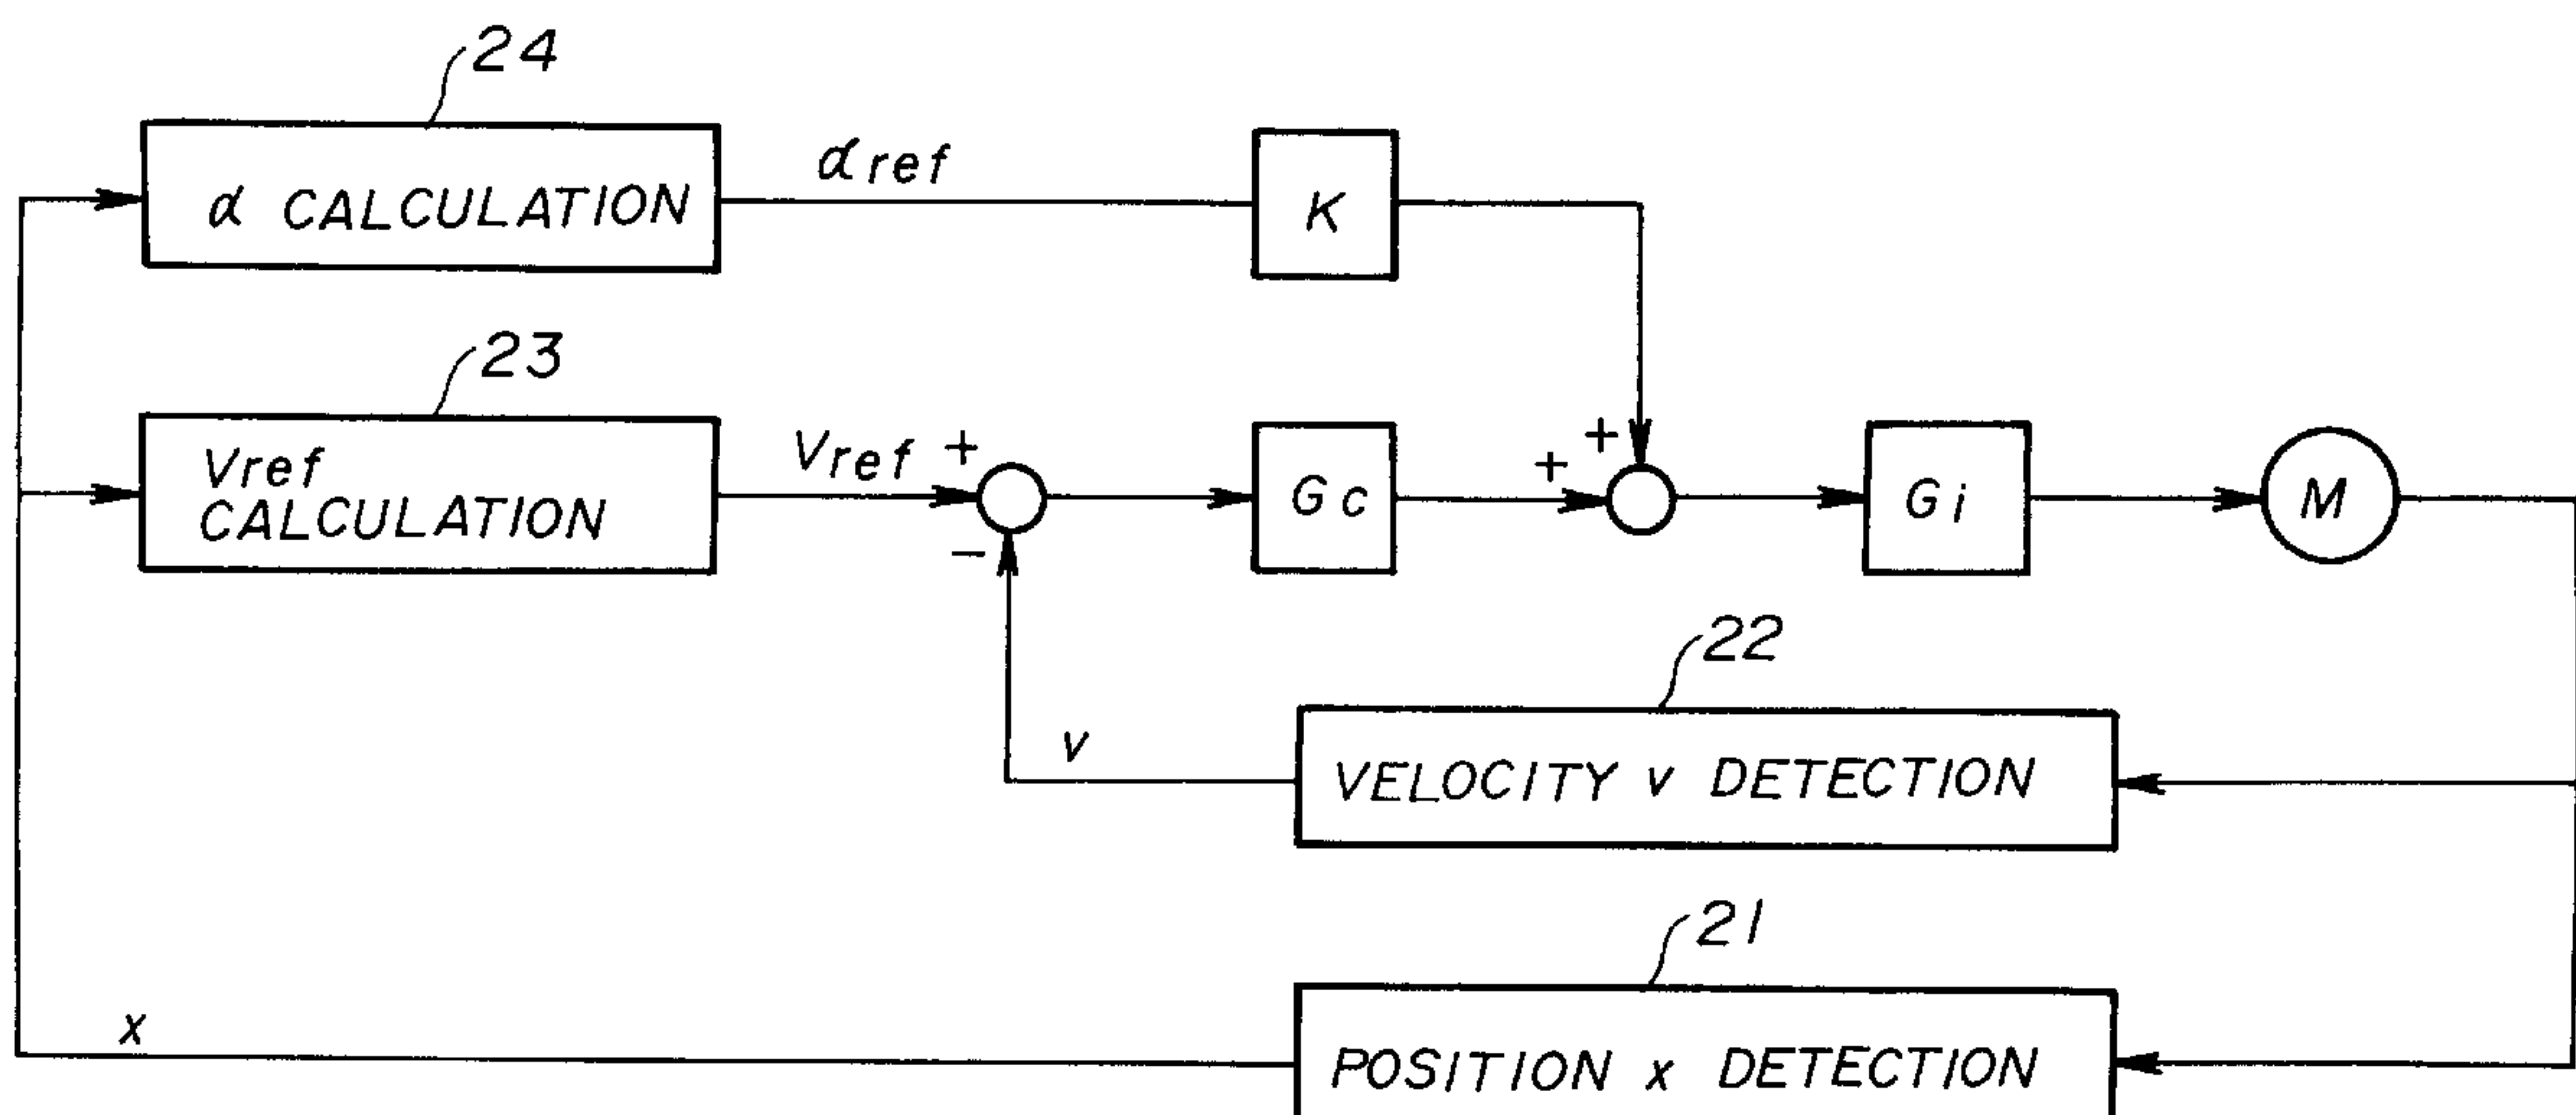 24
α CALCULATION
αref
K
23
Vref
CALCULATION
Vref
+
−
Gc
+
+
Gi
M
22
VELOCITY v DETECTION
v
21
POSITION x DETECTION
x